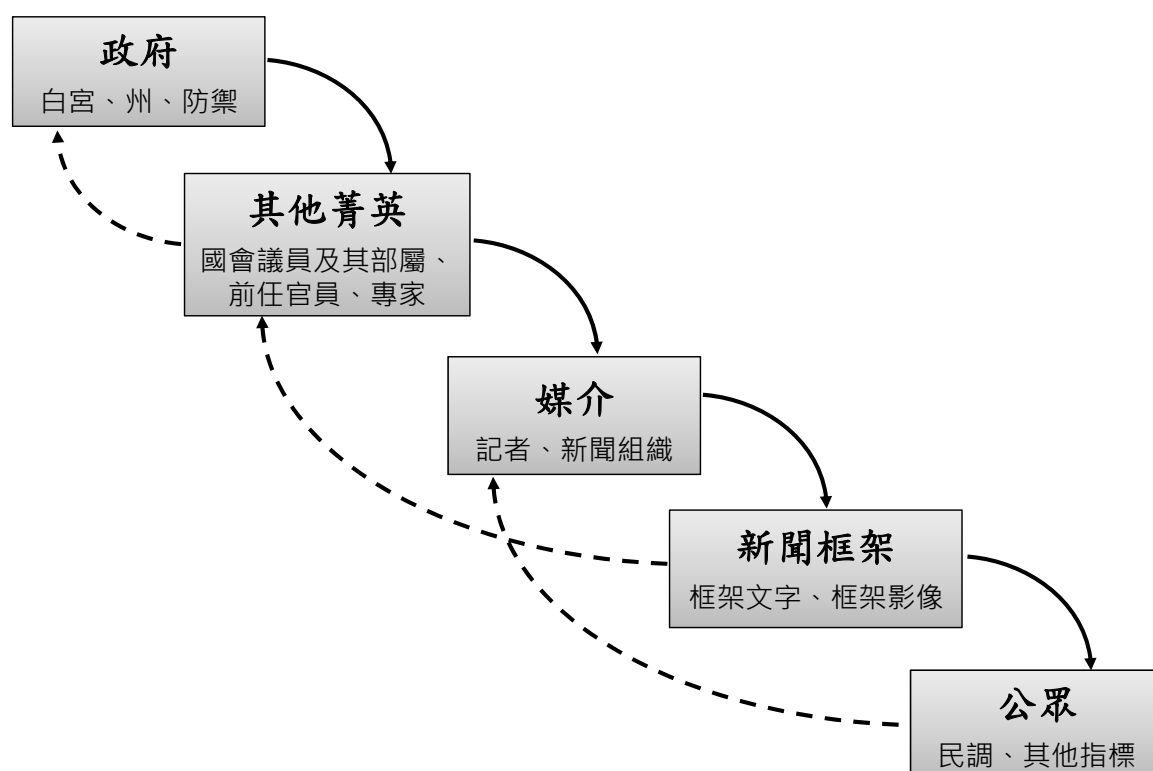 政府
白宮、州、防禦
其他菁英
國會議員及其部屬、
前任官員、專家
媒介
記者、新聞組織
新聞框架
框架文字、框架影像
公眾
民調、其他指標